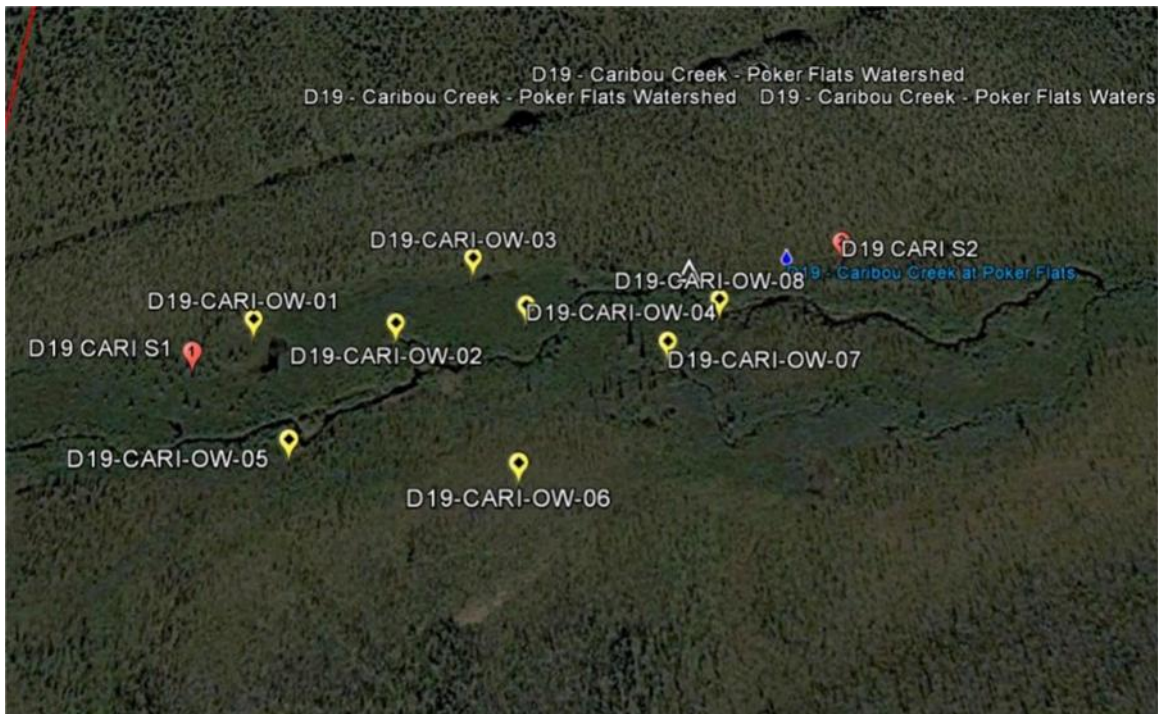 D19 - Caribou Creek - Poker Flats Watershed
D19 - Caribou Creek - Poker Flats Watershed
D19 - Caribou Creek - Poker Flats Waters
D19-CARI-OW-03
D19 CARI S2
D19 - Caribou Creek at Poker Flats
D19-CARI-OW-08
D19-CARI-OW-01
D19-CARI-OW-04
D19 CARI S1
1
D19-CARI-OW-02
D19-CARI-OW-07
D19-CARI-OW-05
D19-CARI-OW-06